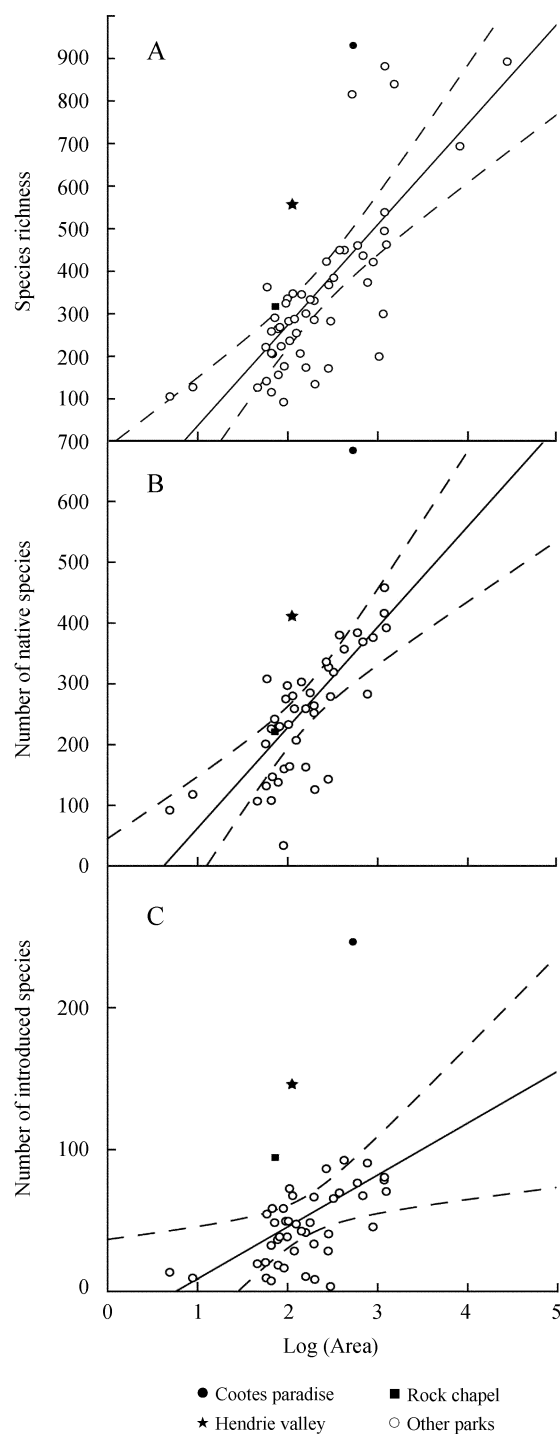 A
Species richness
900
800
700
600
500
400
300
200
100
B
Number of native species
700
600
500
400
300
200
100
0
C
Number of introduced species
200
100
0
0 1 2 3 4 5
Log (Area)
Cootes paradise
Rock chapel
Hendrie valley
Other parks